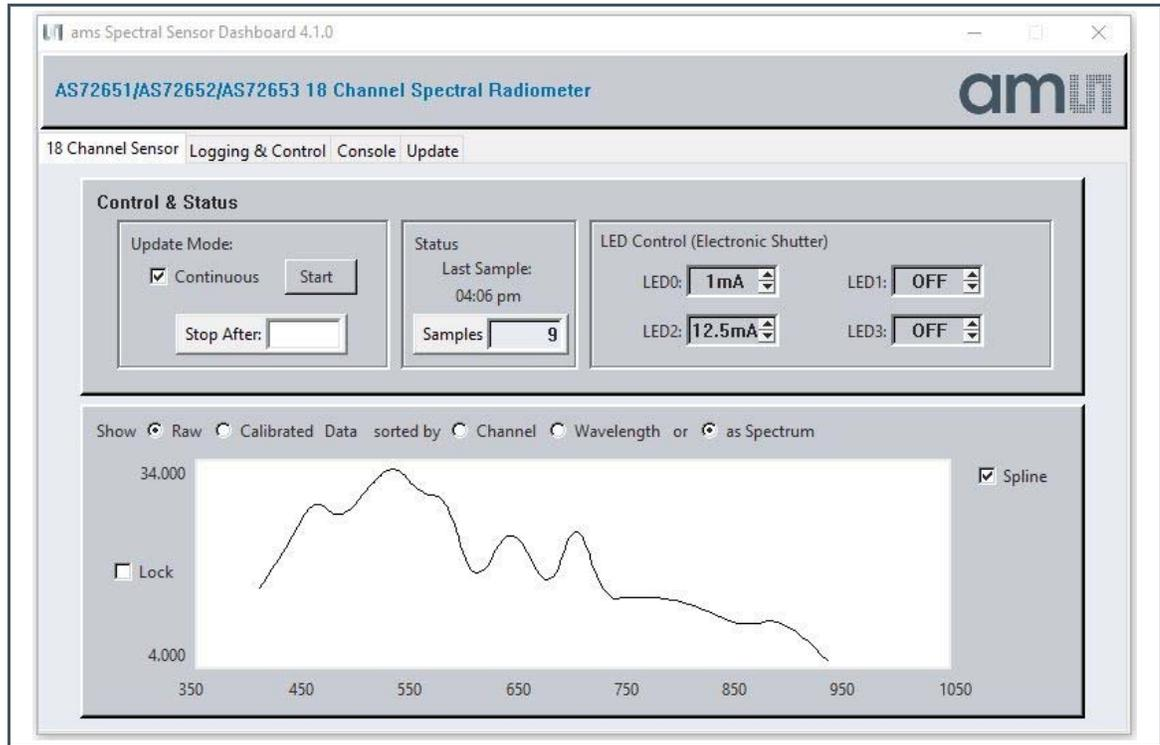 ams Spectral Sensor Dashboard 4.1.0
AS72651/AS72652/AS72653 18 Channel Spectral Radiometer
am
18 Channel Sensor Logging & Control Console Update
Control & Status
Update Mode:
Continuous Start
Stop After:
Status
Last Sample:
04:06 pm
Samples 9
LED Control (Electronic Shutter)
LED0: 1mA LED1: OFF
LED2: 12.5mA LED3: OFF
Show Raw Calibrated Data sorted by Channel Wavelength or as Spectrum
34.000
Spline
Lock
4.000
350 450 550 650 750 850 950 1050